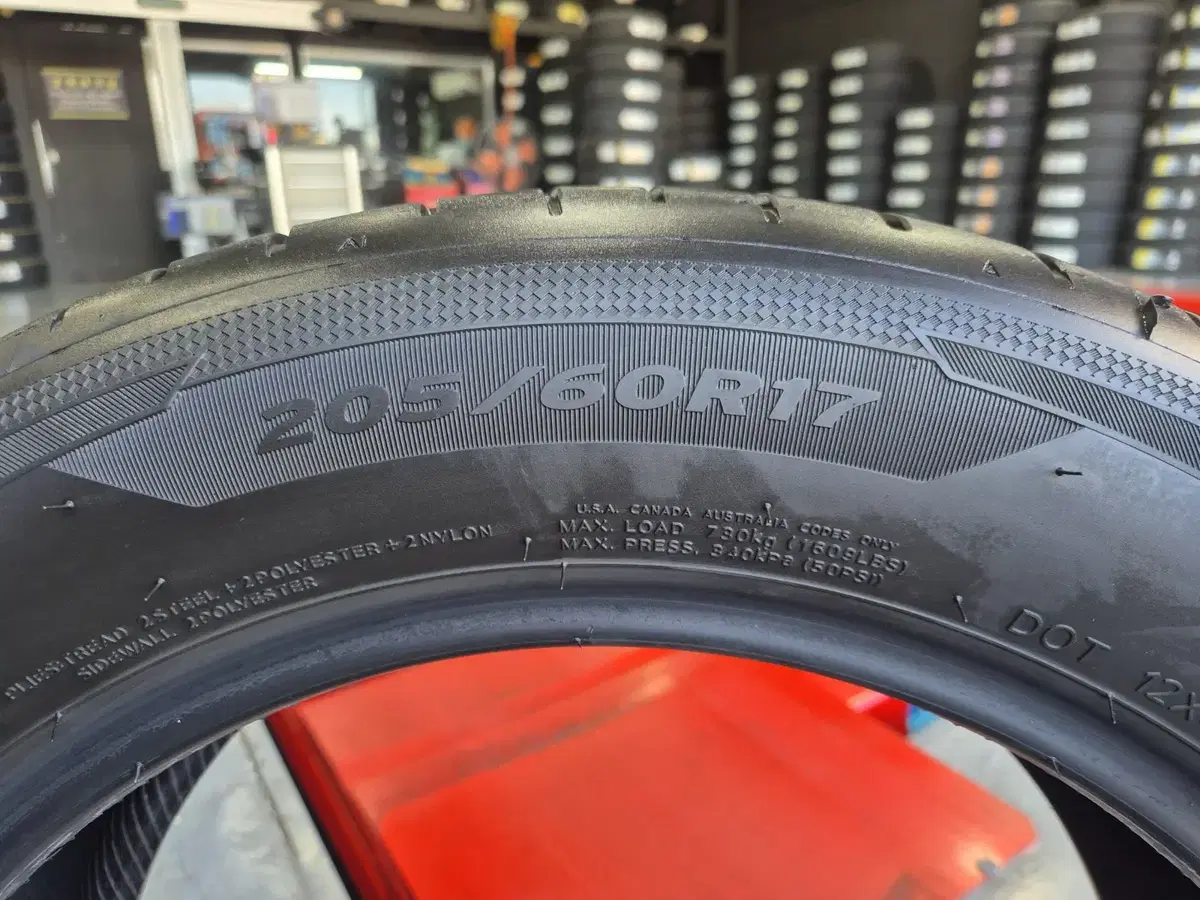 205/60R17
U.S.A. CANADA AUSTRALIA CODES ONLY
MAX. LOAD 730kg (1609LBS)
MAX. PRESS. 340kPa (50PSI)
PLIES:TREAD 2STEEL + 2POLYESTER + 2NYLON
SIDEWALL 2POLYESTER
DOT 12X